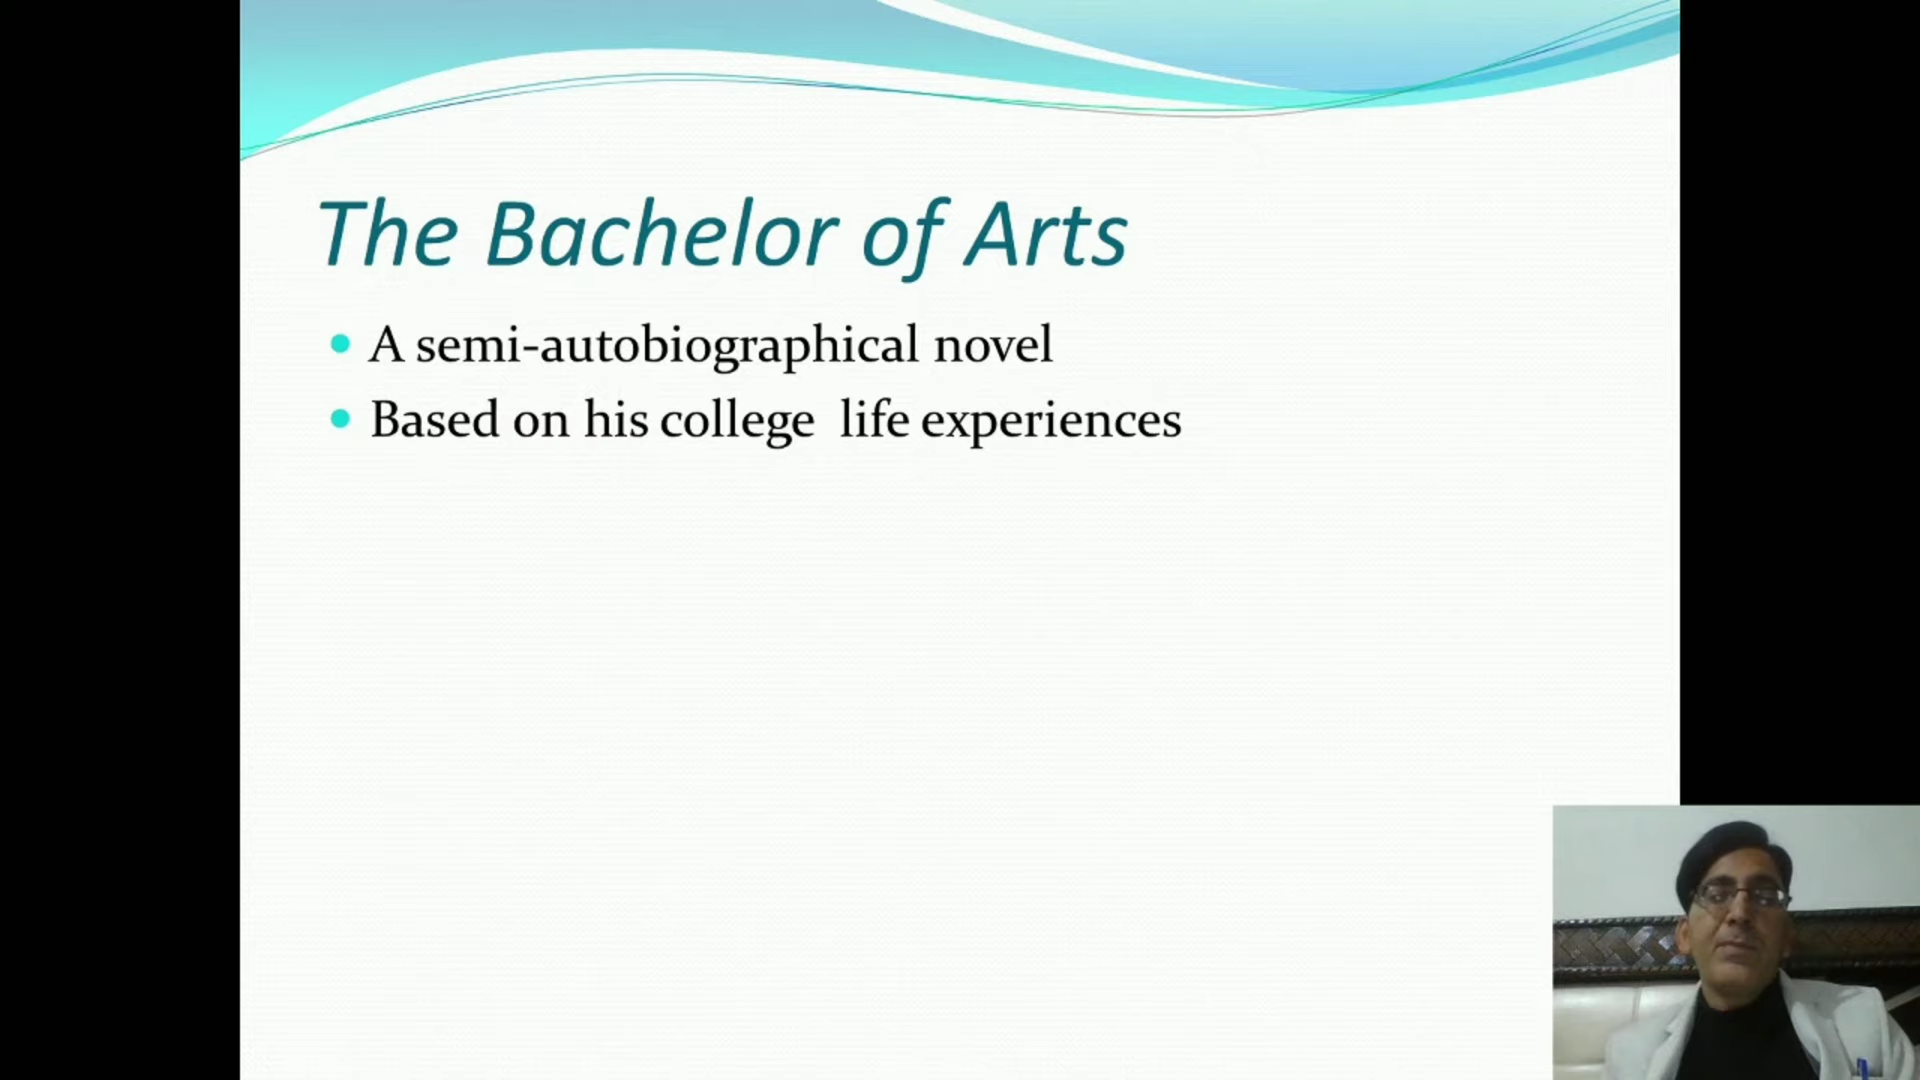 The Bachelor of Arts
A semi-autobiographical novel
Based on his college  life experiences